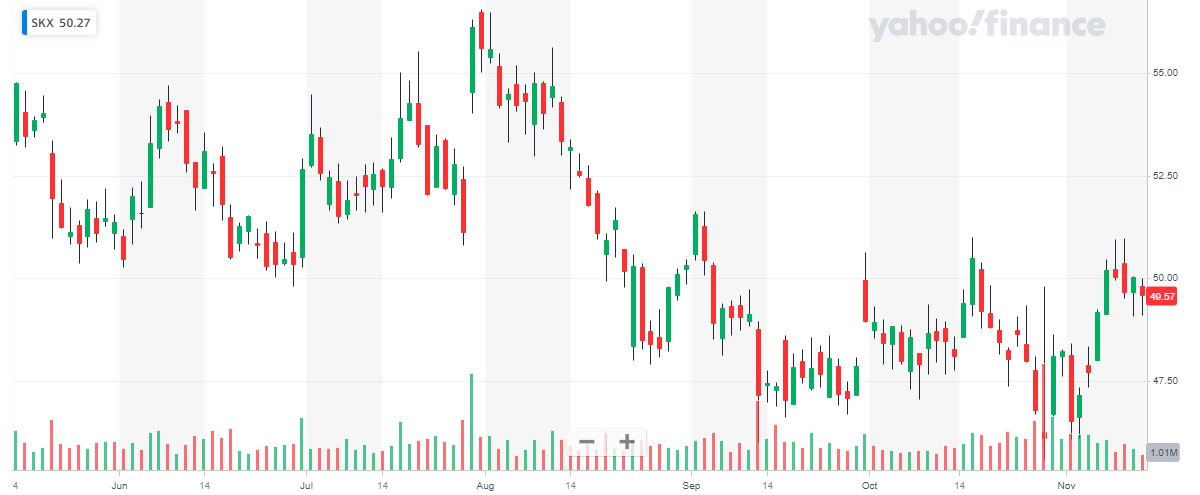 SKX 50.27
yahoo!finance
55.00
52.50
50.00
49.57
47.50
1.01M
4 Jun 14 Jul 14 Aug 14 Sep 14 Oct 14 Nov